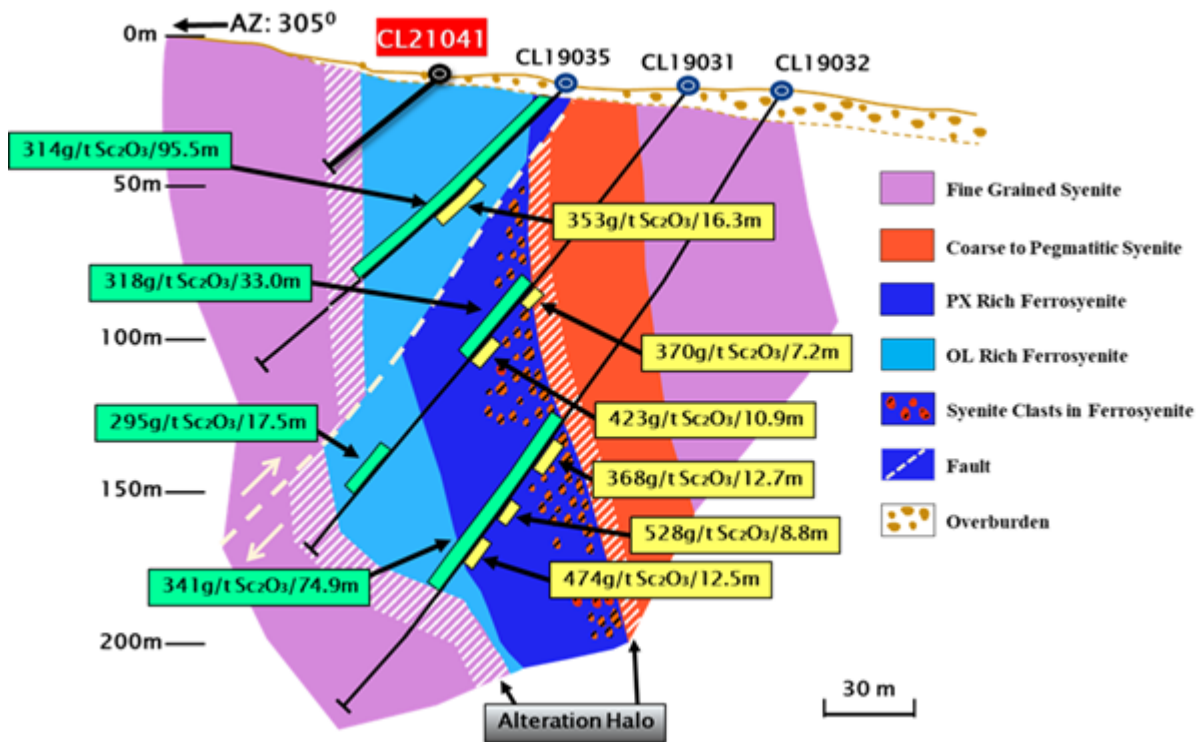 AZ: 305⁰
0m
CL21041
CL19035
CL19031
CL19032
314g/t Sc₂O₃/95.5m
50m
353g/t Sc₂O₃/16.3m
318g/t Sc₂O₃/33.0m
100m
370g/t Sc₂O₃/7.2m
423g/t Sc₂O₃/10.9m
295g/t Sc₂O₃/17.5m
368g/t Sc₂O₃/12.7m
150m
528g/t Sc₂O₃/8.8m
474g/t Sc₂O₃/12.5m
341g/t Sc₂O₃/74.9m
200m
Alteration Halo
30 m
Fine Grained Syenite
Coarse to Pegmatitic Syenite
PX Rich Ferrosyenite
OL Rich Ferrosyenite
Syenite Clasts in Ferrosyenite
Fault
Overburden